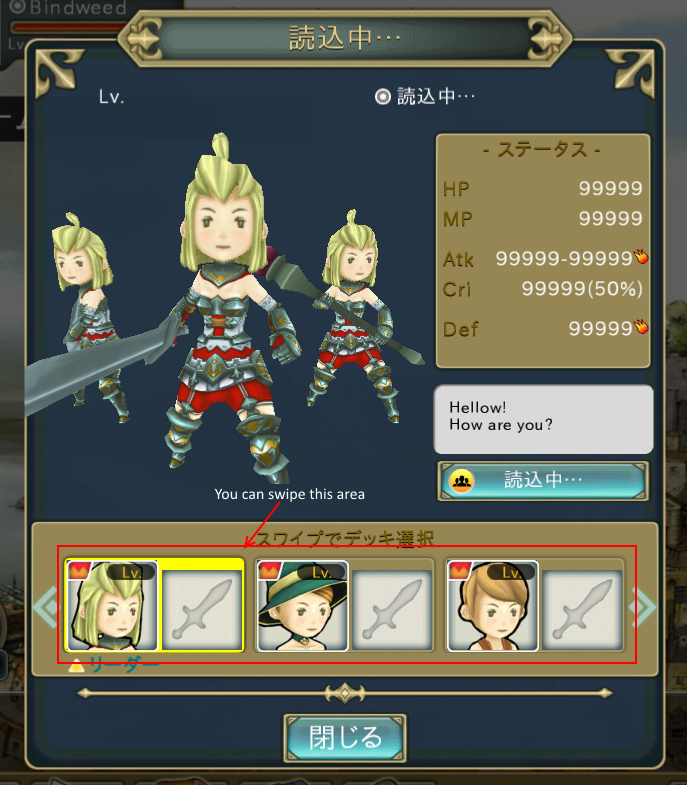 Bindweed
Lv
読込中…
Lv.
読込中…
- ステータス -
HP 99999
MP 99999
Atk 99999-99999
Cri 99999(50%)
Def 99999
Hellow!
How are you?
読込中…
You can swipe this area
スワイプでデッキ選択
Lv.
Lv.
Lv.
リーダー
閉じる